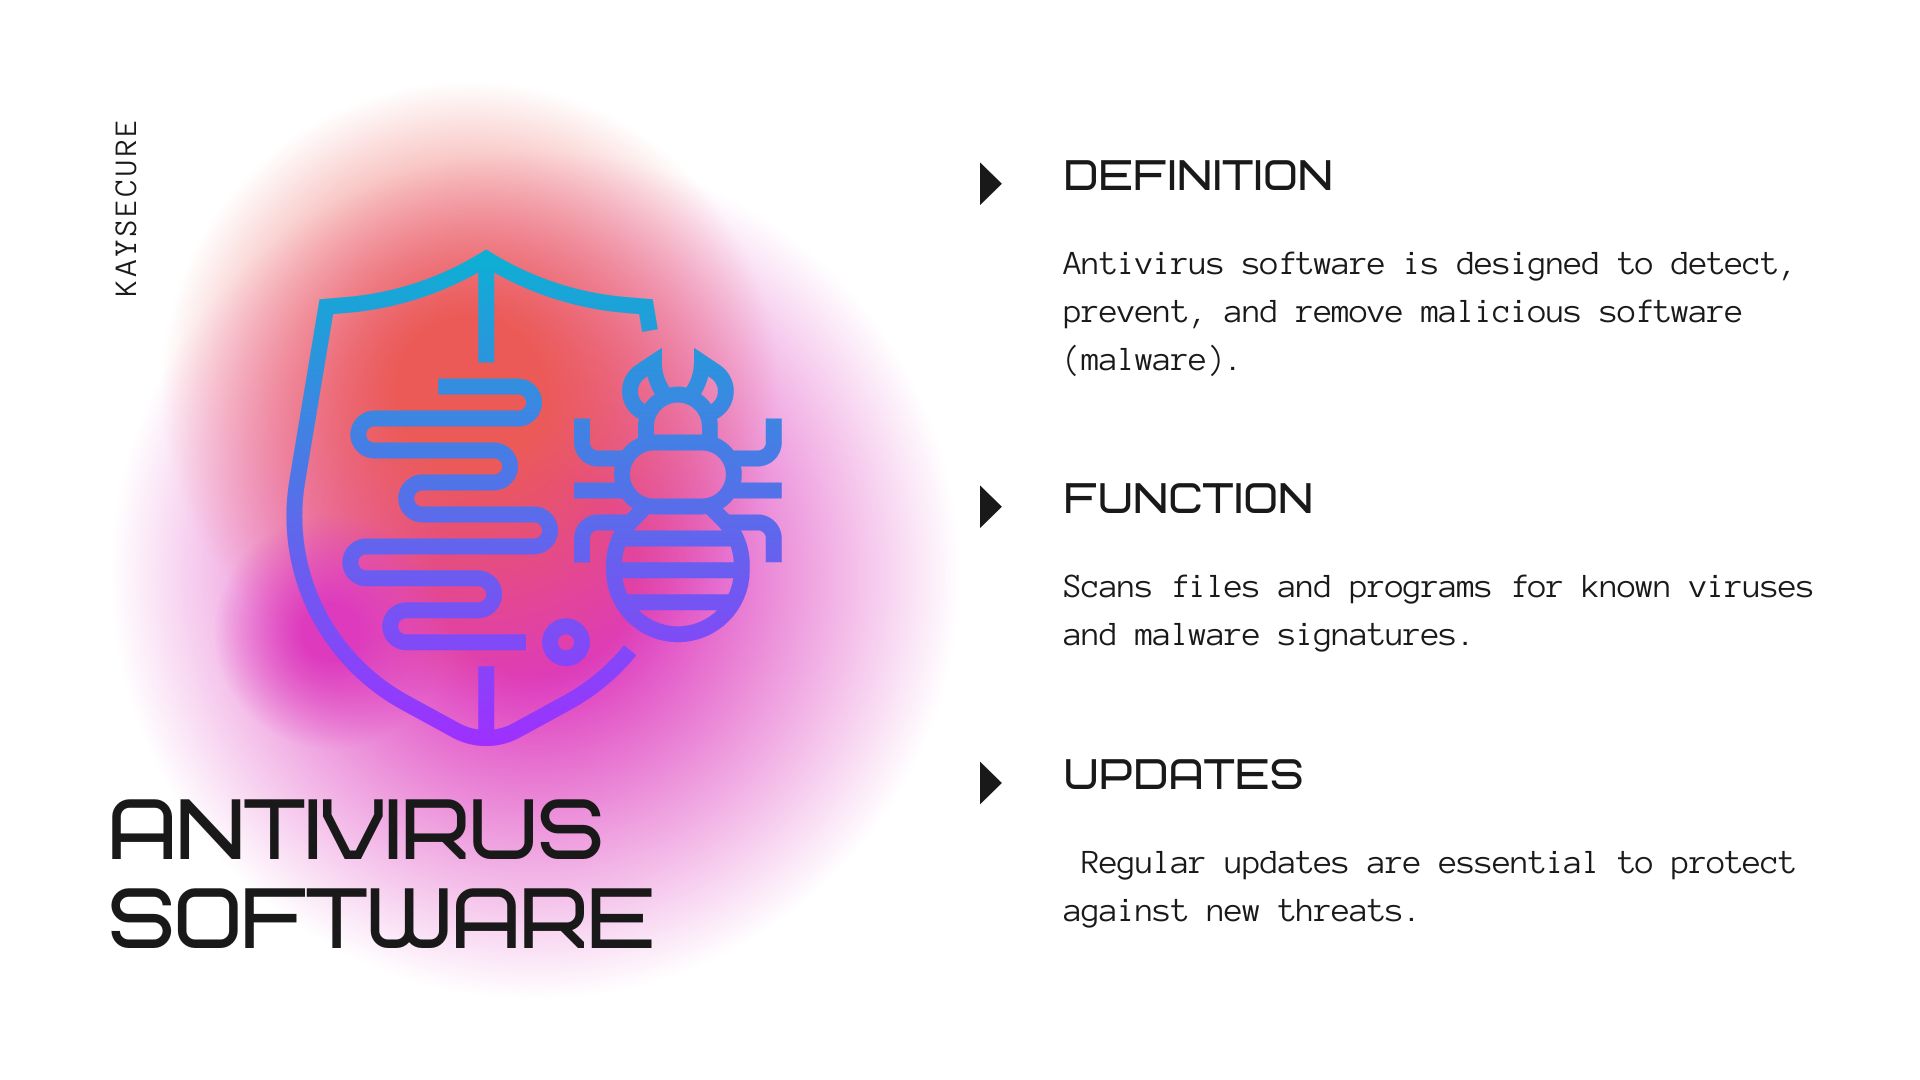 KAYSECURE
ANTIVIRUS
SOFTWARE
DEFINITION
Antivirus software is designed to detect,
prevent, and remove malicious software
(malware).
FUNCTION
Scans files and programs for known viruses
and malware signatures.
UPDATES
Regular updates are essential to protect
against new threats.